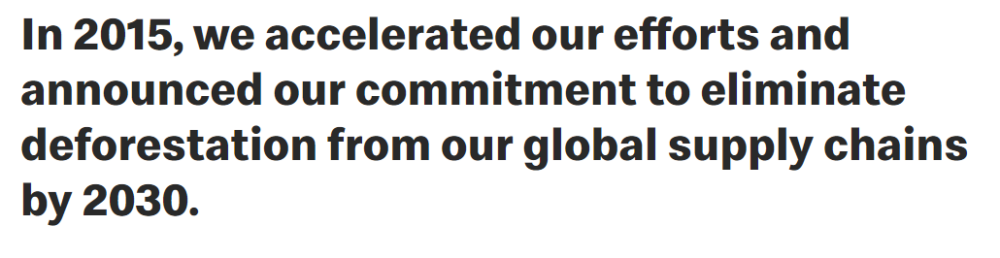 In 2015, we accelerated our efforts and
announced our commitment to eliminate
deforestation from our global supply chains
by 2030.